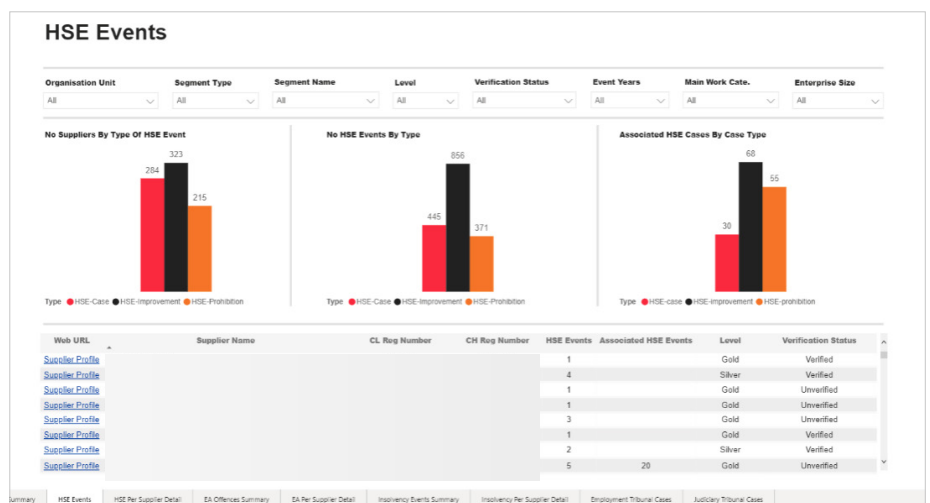 HSE Events
Organisation Unit Segment Type Segment Name Level Verification Status Event Years Main Work Cate. Enterprise Size
All All All All All All All All
No Suppliers By Type Of HSE Event
284 323 215
Type HSE-Case HSE-Improvement HSE-Prohibition
No HSE Events By Type
445 856 371
Type HSE-Case HSE-Improvement HSE-Prohibition
Associated HSE Cases By Case Type
30 68 55
Type HSE-case HSE-improvement HSE-prohibition
Web URL Supplier Name CL Reg Number CH Reg Number HSE Events Associated HSE Events Level Verification Status
Supplier Profile 1 Gold Verified
Supplier Profile 4 Silver Verified
Supplier Profile 1 Gold Unverified
Supplier Profile 1 Gold Unverified
Supplier Profile 3 Gold Unverified
Supplier Profile 1 Gold Verified
Supplier Profile 2 Silver Verified
Supplier Profile 5 20 Gold Unverified
ummary HSE Events HSE Per Supplier Detail EA Offences Summary EA Per Supplier Detail Insolvency Events Summary Insolvency Per Supplier Detail Employment Tribunal Cases Judiciary Tribunal Cases